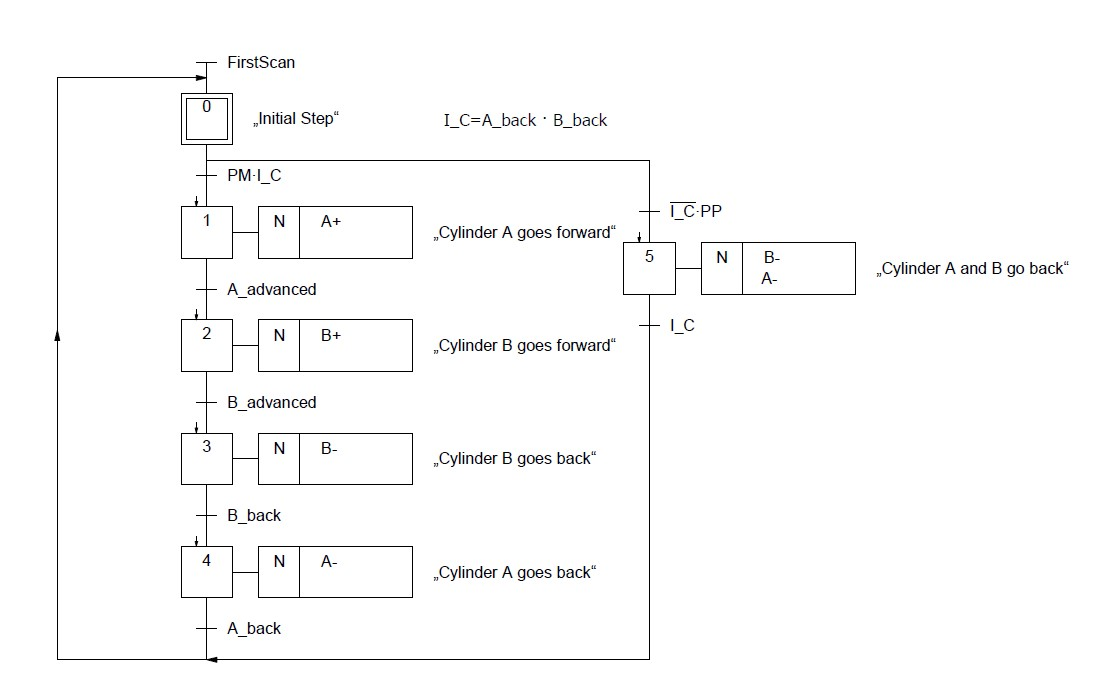 FirstScan
0
„Initial Step“
I_C=A_back · B_back
PM·I_C
1
N
A+
„Cylinder A goes forward“
I_C·PP
5
N
B-
A-
„Cylinder A and B go back“
A_advanced
I_C
2
N
B+
„Cylinder B goes forward“
B_advanced
3
N
B-
„Cylinder B goes back“
B_back
4
N
A-
„Cylinder A goes back“
A_back